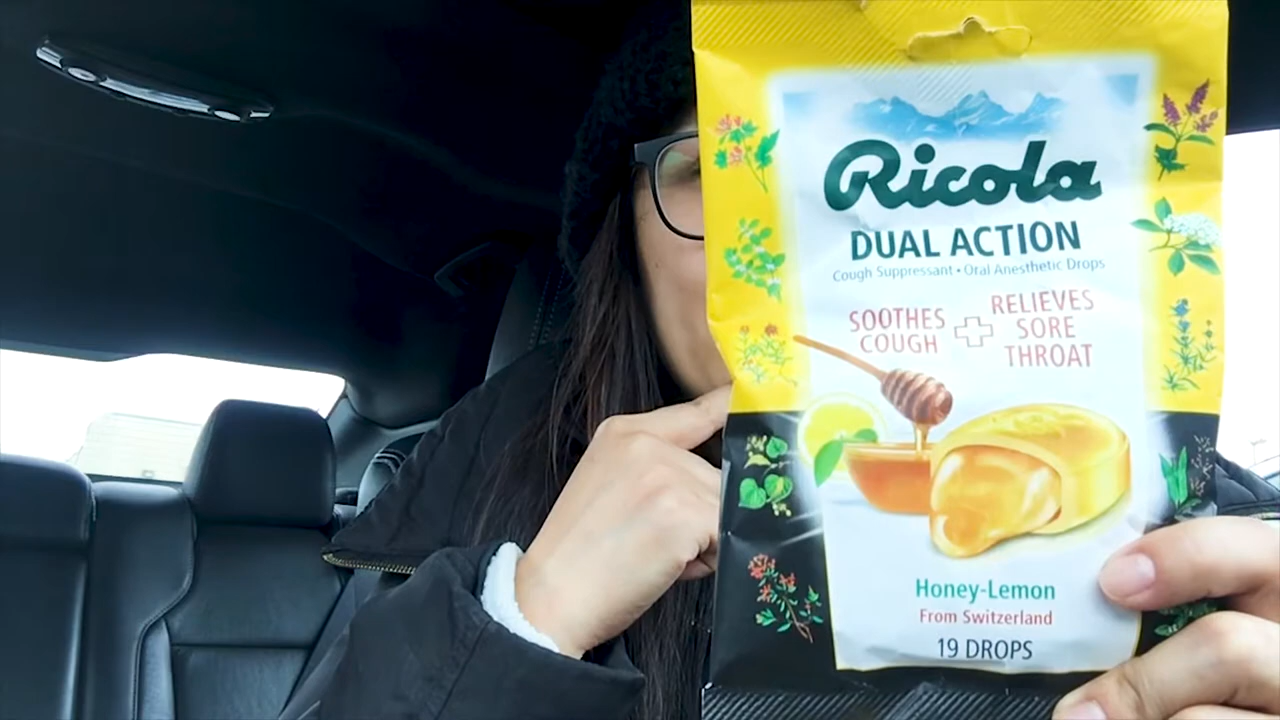 Ricola
DUAL ACTION
Cough Suppressant • Oral Anesthetic Drops
SOOTHES
COUGH
RELIEVES
SORE
THROAT
Honey-Lemon
From Switzerland
19 DROPS